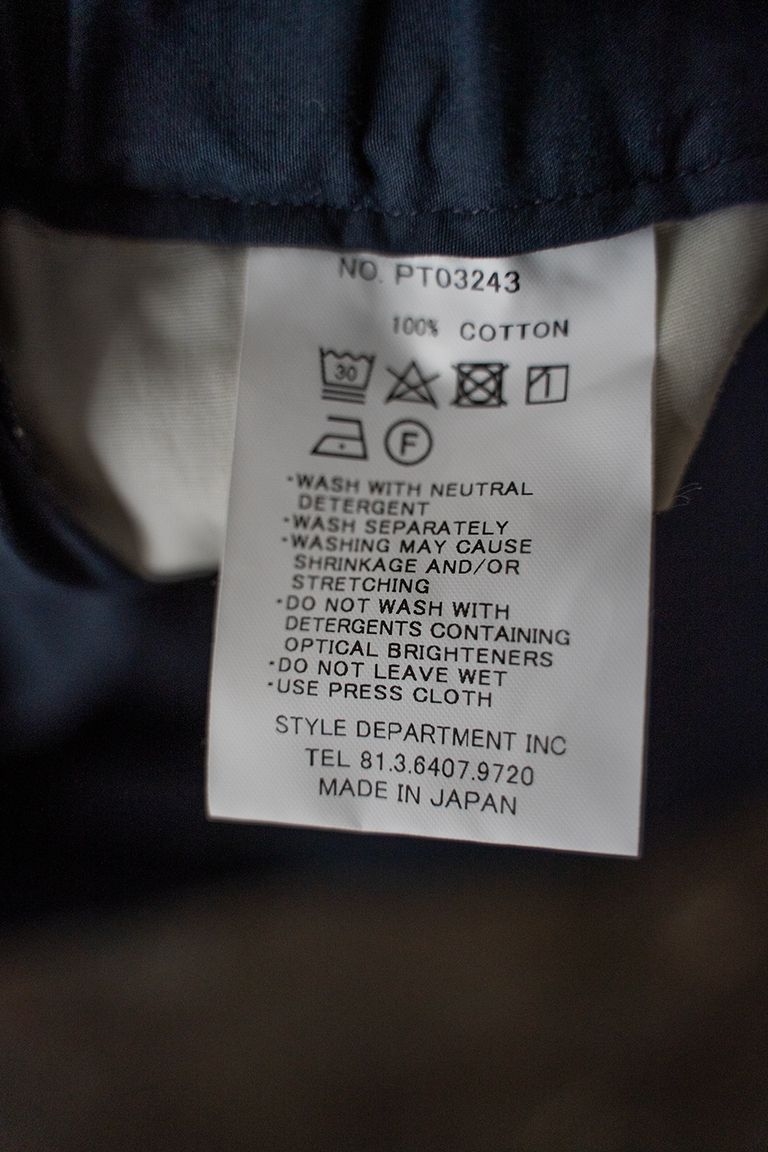 NO. PT03243
100% COTTON
30
F
·WASH WITH NEUTRAL
DETERGENT
·WASH SEPARATELY
·WASHING MAY CAUSE
SHRINKAGE AND/OR
STRETCHING
·DO NOT WASH WITH
DETERGENTS CONTAINING
OPTICAL BRIGHTENERS
·DO NOT LEAVE WET
·USE PRESS CLOTH
STYLE DEPARTMENT INC
TEL 81.3.6407.9720
MADE IN JAPAN